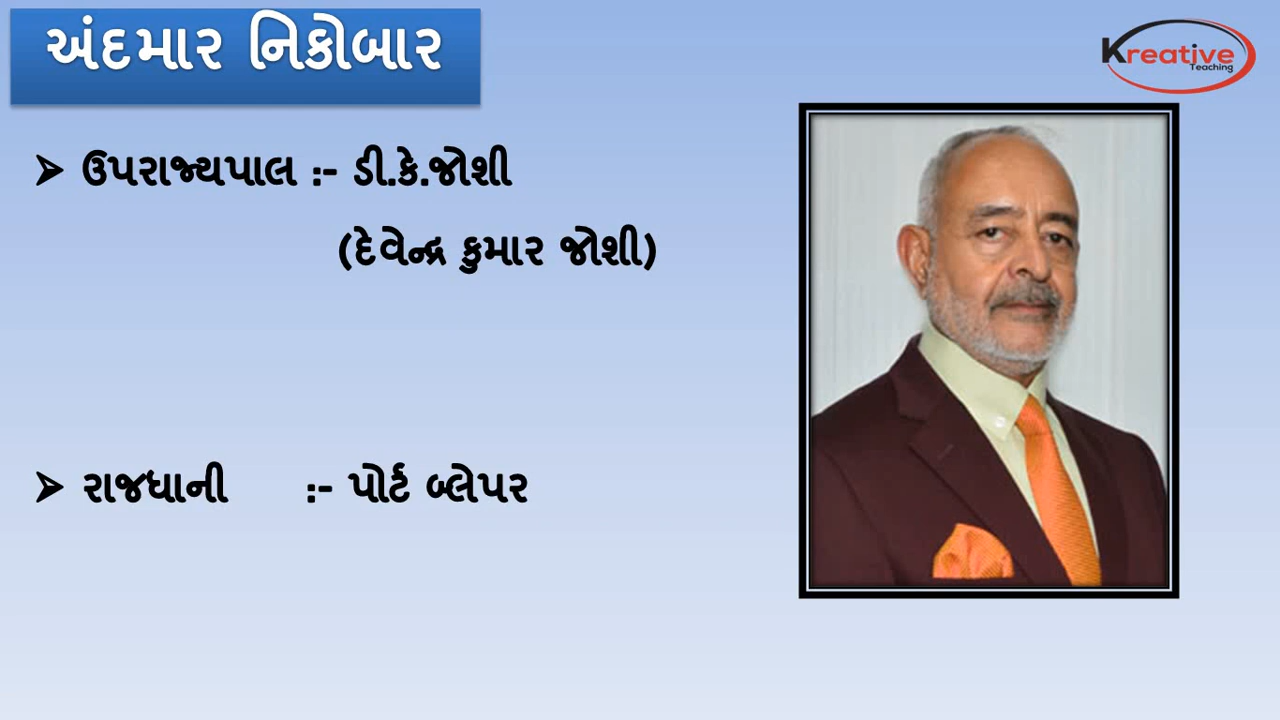 અંદમાર નિકોબાર
Kreative
Teaching
➤ ઉપરાજ્યપાલ :- ડી.કે.જોશી
(દેવેન્દ્ર કુમાર જોશી)
➤ રાજધાની :- પોર્ટ બ્લેપર